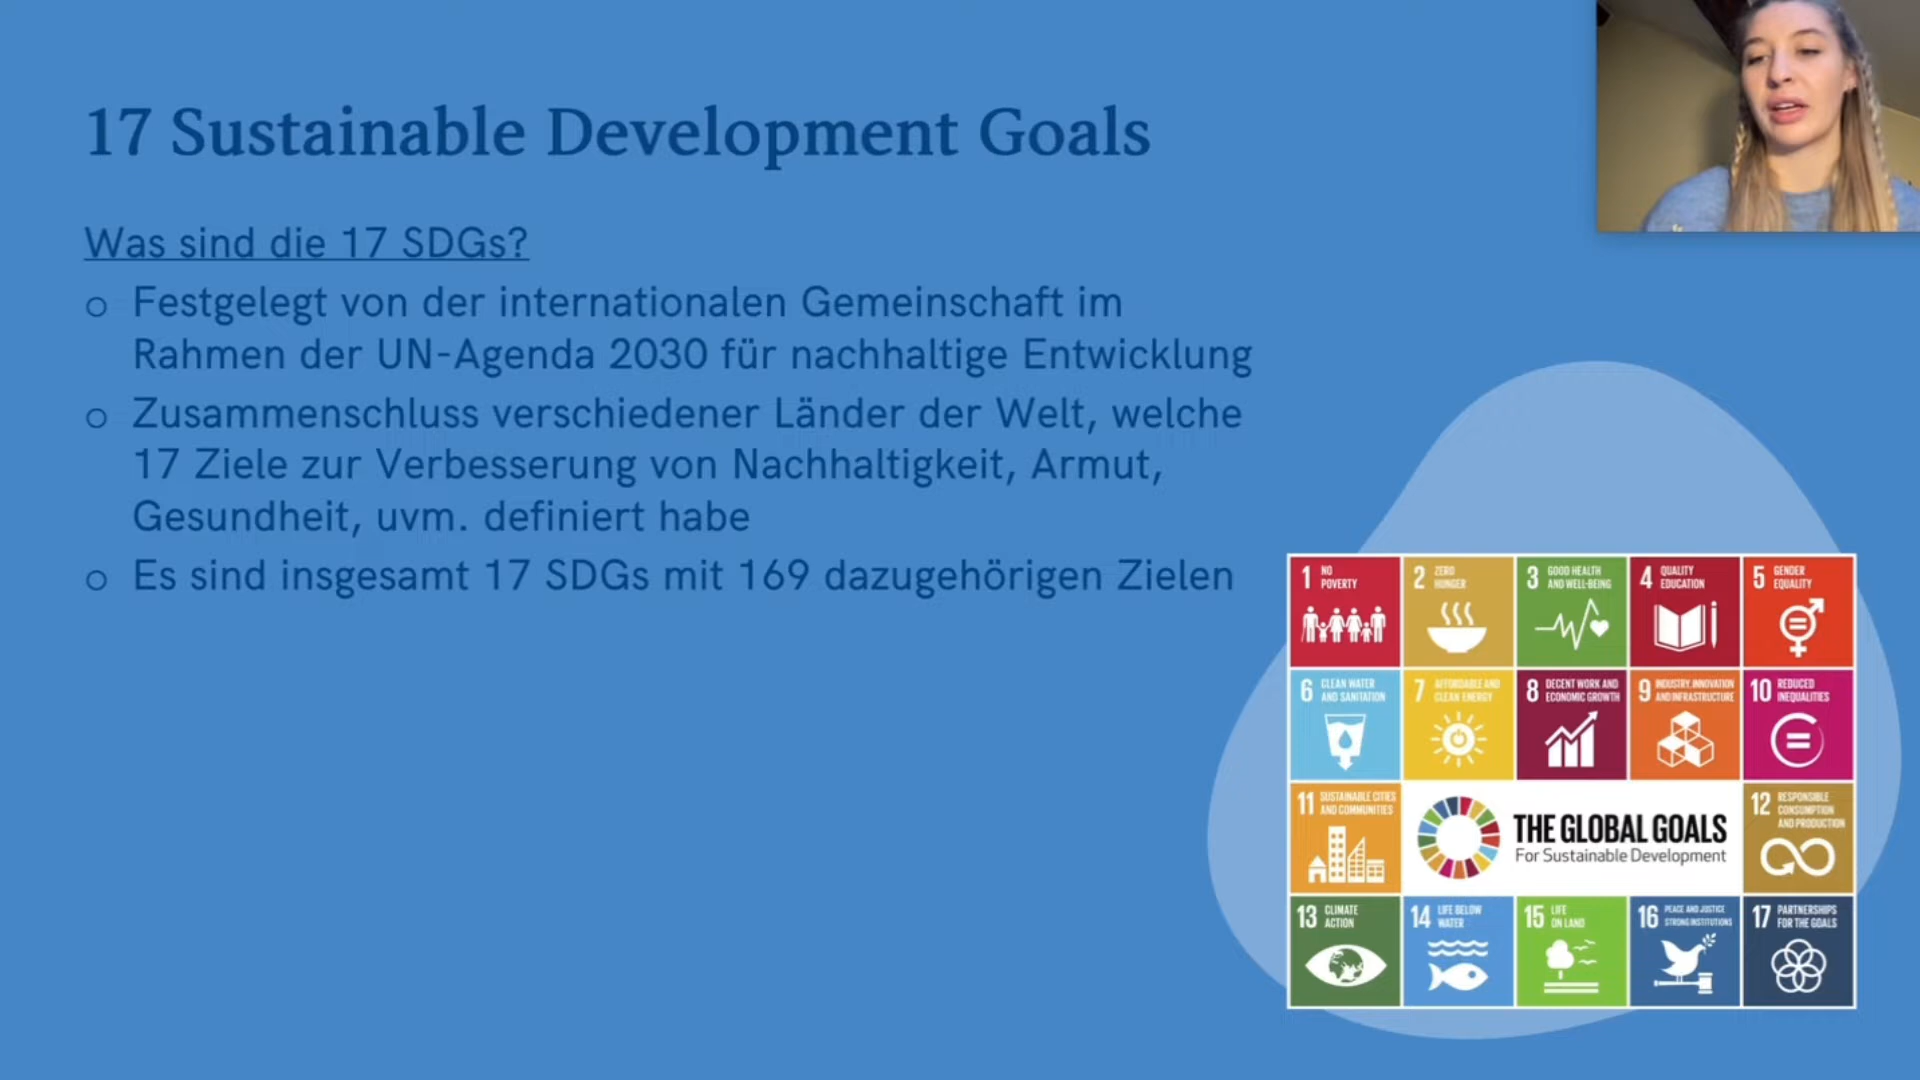 17 Sustainable Development Goals
Was sind die 17 SDGs?
o Festgelegt von der internationalen Gemeinschaft im
Rahmen der UN-Agenda 2030 für nachhaltige Entwicklung
o Zusammenschluss verschiedener Länder der Welt, welche
17 Ziele zur Verbesserung von Nachhaltigkeit, Armut,
Gesundheit, uvm. definiert habe
o Es sind insgesamt 17 SDGs mit 169 dazugehörigen Zielen
1 NO
POVERTY
2 ZERO
HUNGER
3 GOOD HEALTH
AND WELL-BEING
4 QUALITY
EDUCATION
5 GENDER
EQUALITY
6 CLEAN WATER
AND SANITATION
7 AFFORDABLE AND
CLEAN ENERGY
8 DECENT WORK AND
ECONOMIC GROWTH
9 INDUSTRY, INNOVATION
AND INFRASTRUCTURE
10 REDUCED
INEQUALITIES
11 SUSTAINABLE CITIES
AND COMMUNITIES
THE GLOBAL GOALS
For Sustainable Development
12 RESPONSIBLE
CONSUMPTION
AND PRODUCTION
13 CLIMATE
ACTION
14 LIFE BELOW
WATER
15 LIFE
ON LAND
16 PEACE AND JUSTICE
STRONG INSTITUTIONS
17 PARTNERSHIPS
FOR THE GOALS